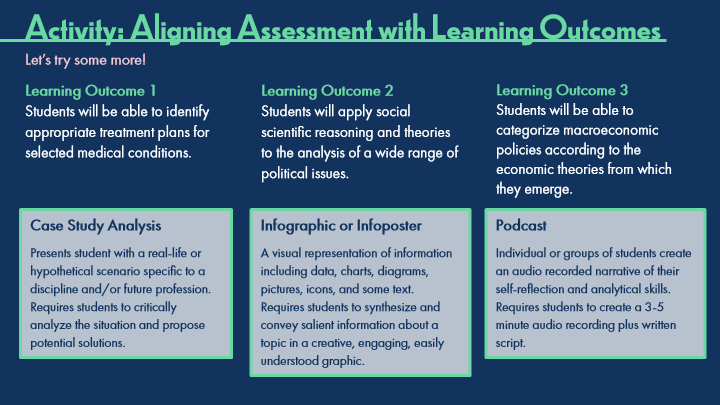 Activity: Aligning Assessment with Learning Outcomes
Let's try some more!
Learning Outcome 1
Students will be able to identify
appropriate treatment plans for
selected medical conditions.
Learning Outcome 2
Students will apply social
scientific reasoning and theories
to the analysis of a wide range of
political issues.
Learning Outcome 3
Students will be able to
categorize macroeconomic
policies according to the
economic theories from which
they emerge.
Case Study Analysis
Presents student with a real-life or
hypothetical scenario specific to a
discipline and/or future profession.
Requires students to critically
analyze the situation and propose
potential solutions.
Infographic or Infoposter
A visual representation of information
including data, charts, diagrams,
pictures, icons, and some text.
Requires students to synthesize and
convey salient information about a
topic in a creative, engaging, easily
understood graphic.
Podcast
Individual or groups of students create
an audio recorded narrative of their
self-reflection and analytical skills.
Requires students to create a 3-5
minute audio recording plus written
script.